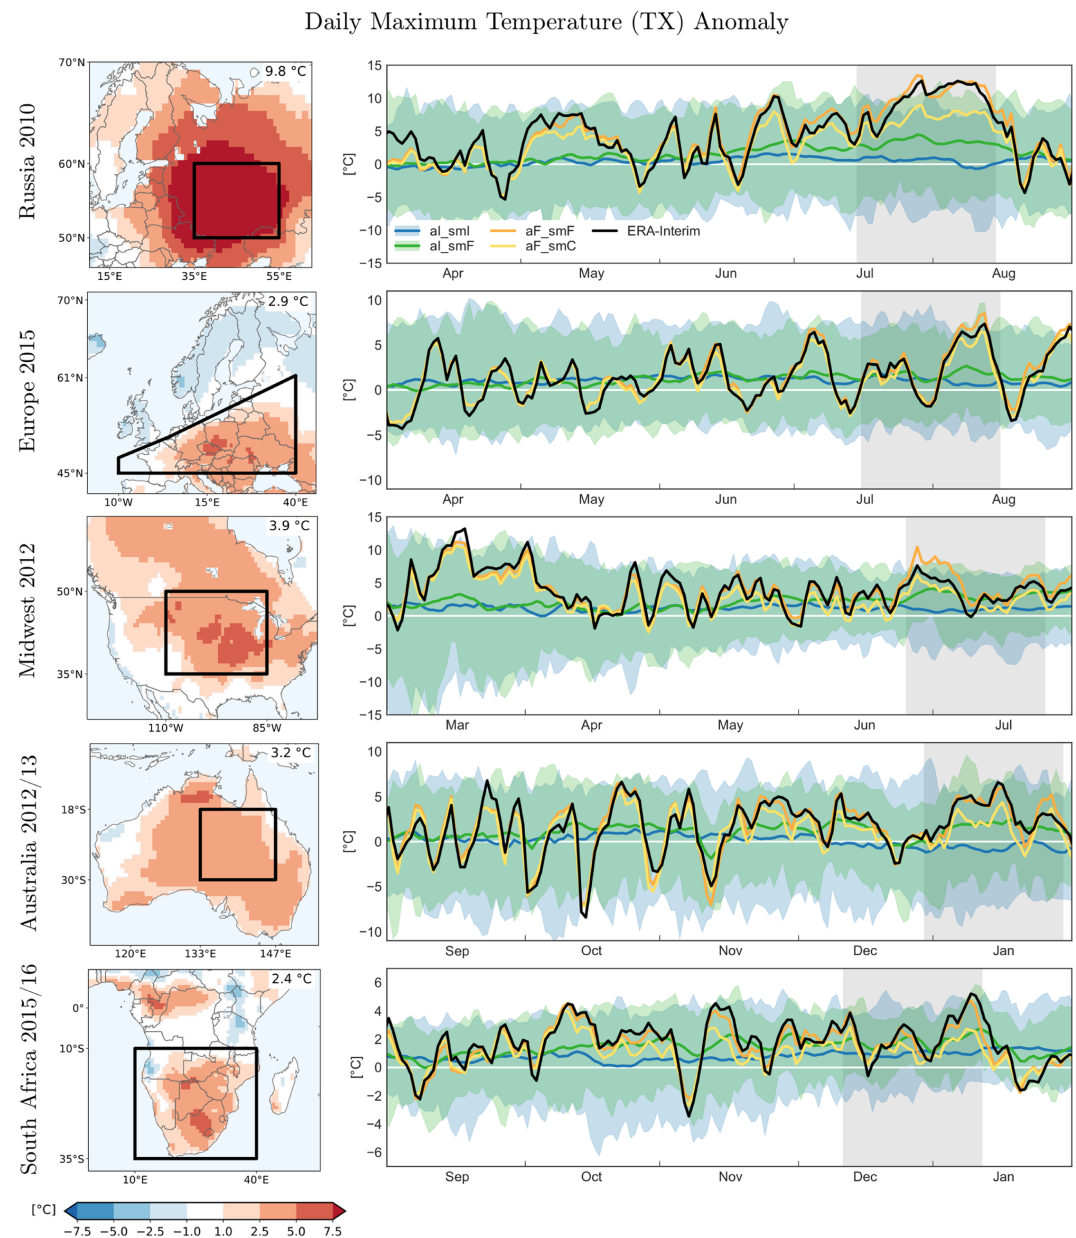 Daily Maximum Temperature (TX) Anomaly
Russia 2010
9.8 °C
70°N
60°N
50°N
15°E 35°E 55°E
[°C]
15
10
5
0
−5
−10
−15
aI_smI aF_smF ERA-Interim
aI_smF aF_smC
Apr May Jun Jul Aug
Europe 2015
2.9 °C
70°N
61°N
45°N
10°W 15°E 40°E
[°C]
10
5
0
−5
−10
Apr May Jun Jul Aug
Midwest 2012
3.9 °C
50°N
35°N
110°W 85°W
[°C]
15
10
5
0
−5
−10
−15
Mar Apr May Jun Jul
Australia 2012/13
3.2 °C
18°S
30°S
120°E 133°E 147°E
[°C]
10
5
0
−5
−10
Sep Oct Nov Dec Jan
South Africa 2015/16
2.4 °C
0°
10°S
35°S
10°E 40°E
[°C]
6
4
2
0
−2
−4
−6
Sep Oct Nov Dec Jan
[°C]
−7.5 −5.0 −2.5 −1.0 1.0 2.5 5.0 7.5